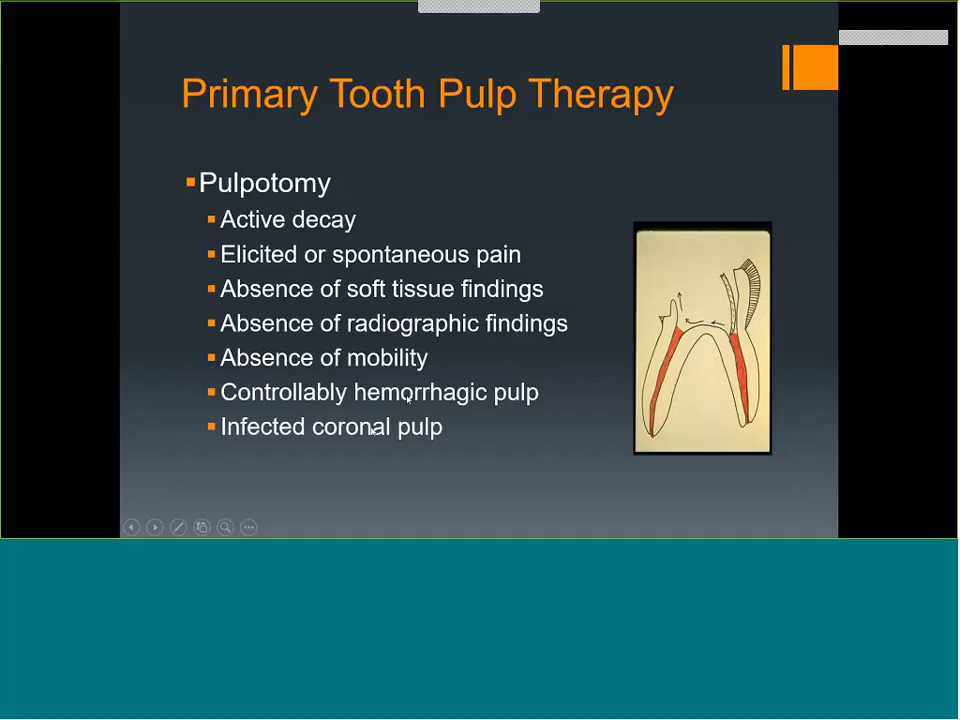 Primary Tooth Pulp Therapy
Pulpotomy
Active decay
Elicited or spontaneous pain
Absence of soft tissue findings
Absence of radiographic findings
Absence of mobility
Controllably hemorrhagic pulp
Infected coronal pulp